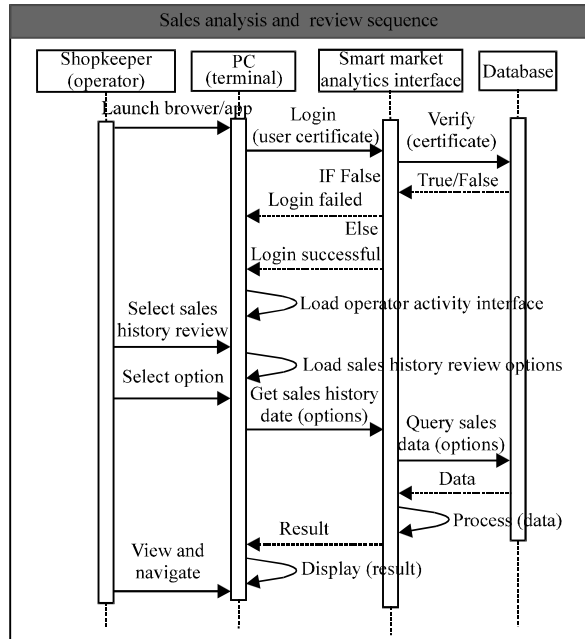 Sales analysis and review sequence
Shopkeeper
(operator)
PC
(terminal)
Smart market
analytics interface
Database
Launch brower/app
Login
(user certificate)
Verify
(certificate)
IF False
True/False
Login failed
Else
Login successful
Load operator activity interface
Select sales
history review
Load sales history review options
Select option
Get sales history
date (options)
Query sales
data (options)
Data
Process (data)
Result
View and
navigate
Display (result)